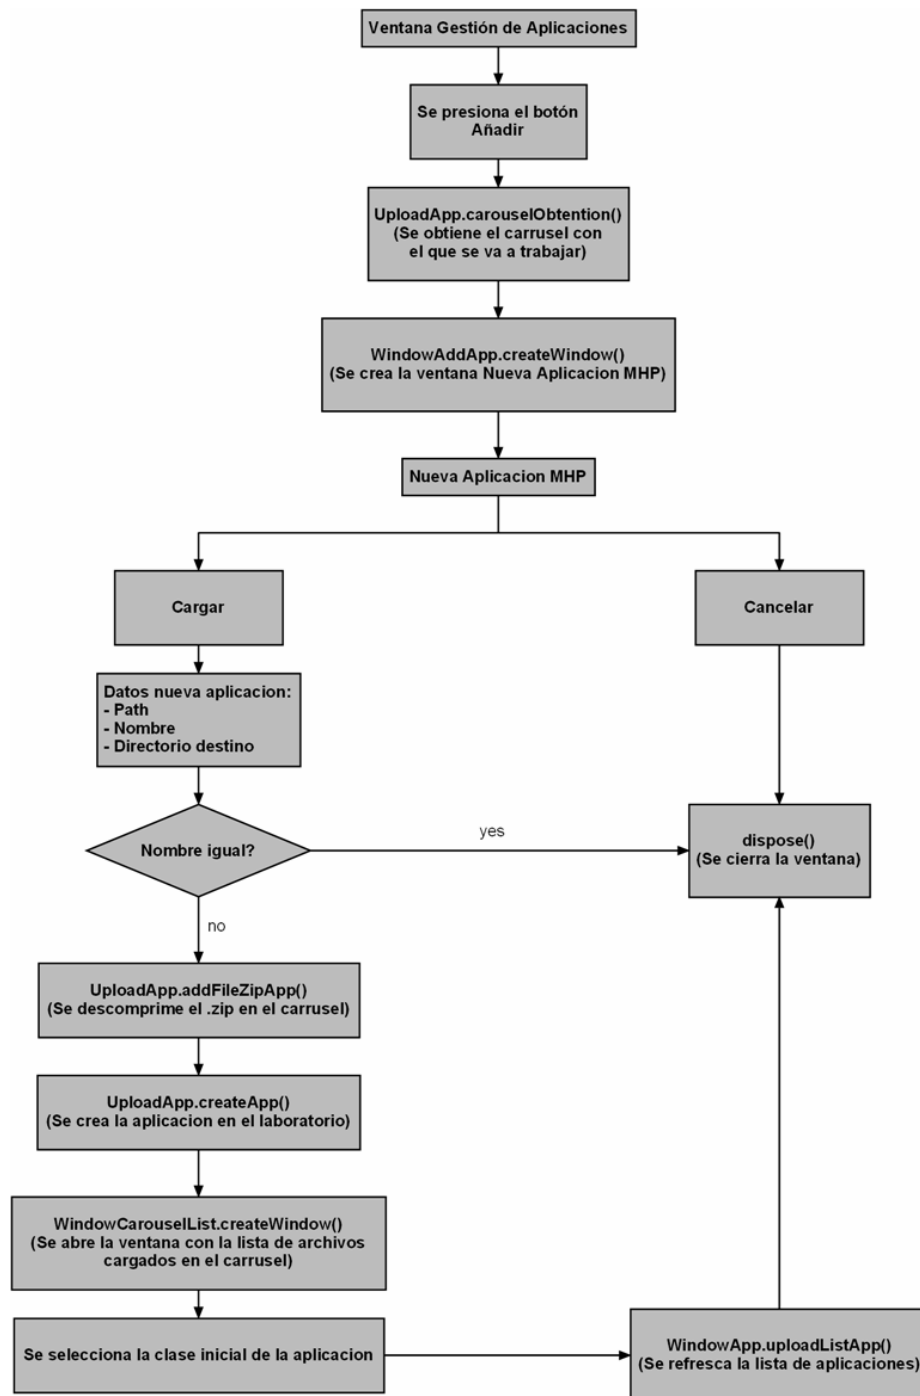 Ventana Gestión de Aplicaciones
Se presiona el botón
Añadir
UploadApp.carouselObtention()
(Se obtiene el carrusel con
el que se va a trabajar)
WindowAddApp.createWindow()
(Se crea la ventana Nueva Aplicacion MHP)
Nueva Aplicacion MHP
Cargar
Cancelar
Datos nueva aplicacion:
- Path
- Nombre
- Directorio destino
Nombre igual?
yes
dispose()
(Se cierra la ventana)
no
UploadApp.addFileZipApp()
(Se descomprime el .zip en el carrusel)
UploadApp.createApp()
(Se crea la aplicacion en el laboratorio)
WindowCarouselList.createWindow()
(Se abre la ventana con la lista de archivos
cargados en el carrusel)
Se selecciona la clase inicial de la aplicacion
WindowApp.uploadListApp()
(Se refresca la lista de aplicaciones)